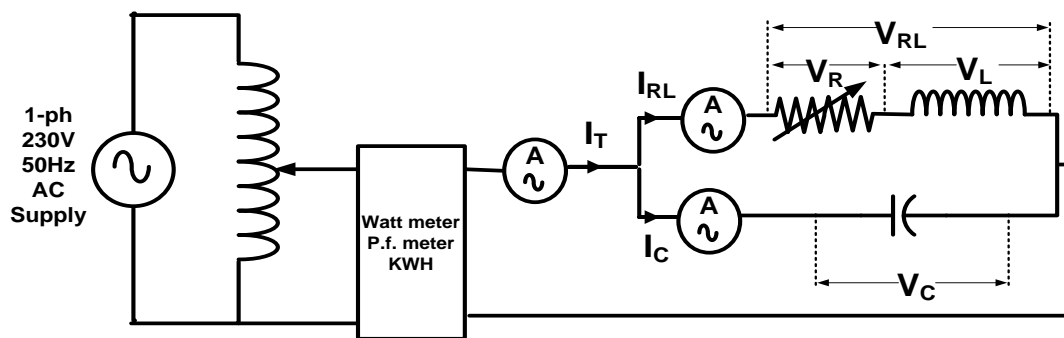 1-ph
230V
50Hz
AC
Supply
Watt meter
P.f. meter
KWH
A
I_T
I_RL
A
V_RL
V_R
V_L
A
I_C
V_C